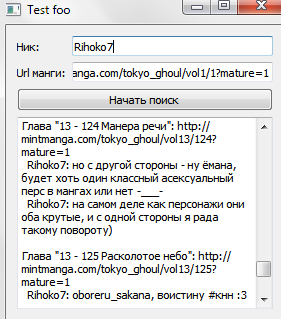 Test foo
Ник: Rihoko7
Url манги: anga.com/tokyo_ghoul/vol1/1?mature=1
Начать поиск
Глава "13 - 124 Манера речи": http://
mintmanga.com/tokyo_ghoul/vol13/124?
mature=1
Rihoko7: но с другой стороны - ну ёмана,
будет хоть один классный асексуальный
перс в мангах или нет -___-
Rihoko7: на самом деле как персонажи они
оба крутые, и с одной стороны я рада
такому повороту)
Глава "13 - 125 Расколотое небо": http://
mintmanga.com/tokyo_ghoul/vol13/125?
mature=1
Rihoko7: oboreru_sakana, воистину #кнн :3